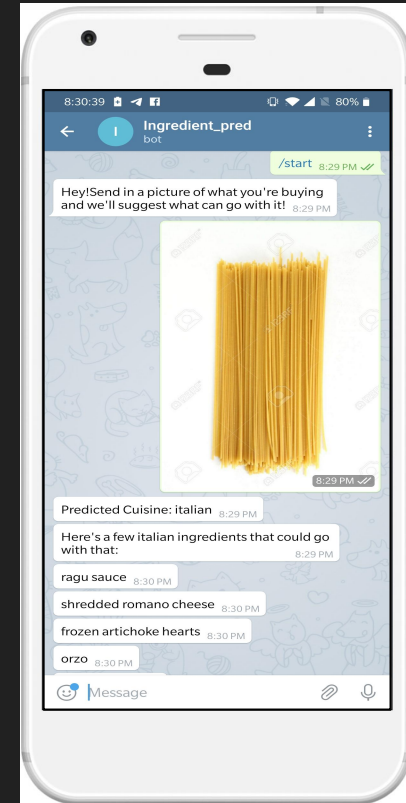 8:30:39
80%
Ingredient_pred
bot
/start 8:29 PM
Hey!Send in a picture of what you're buying
and we'll suggest what can go with it! 8:29 PM
8:29 PM
Predicted Cuisine: italian 8:29 PM
Here's a few italian ingredients that could go
with that: 8:29 PM
ragu sauce 8:30 PM
shredded romano cheese 8:30 PM
frozen artichoke hearts 8:30 PM
orzo 8:30 PM
Message